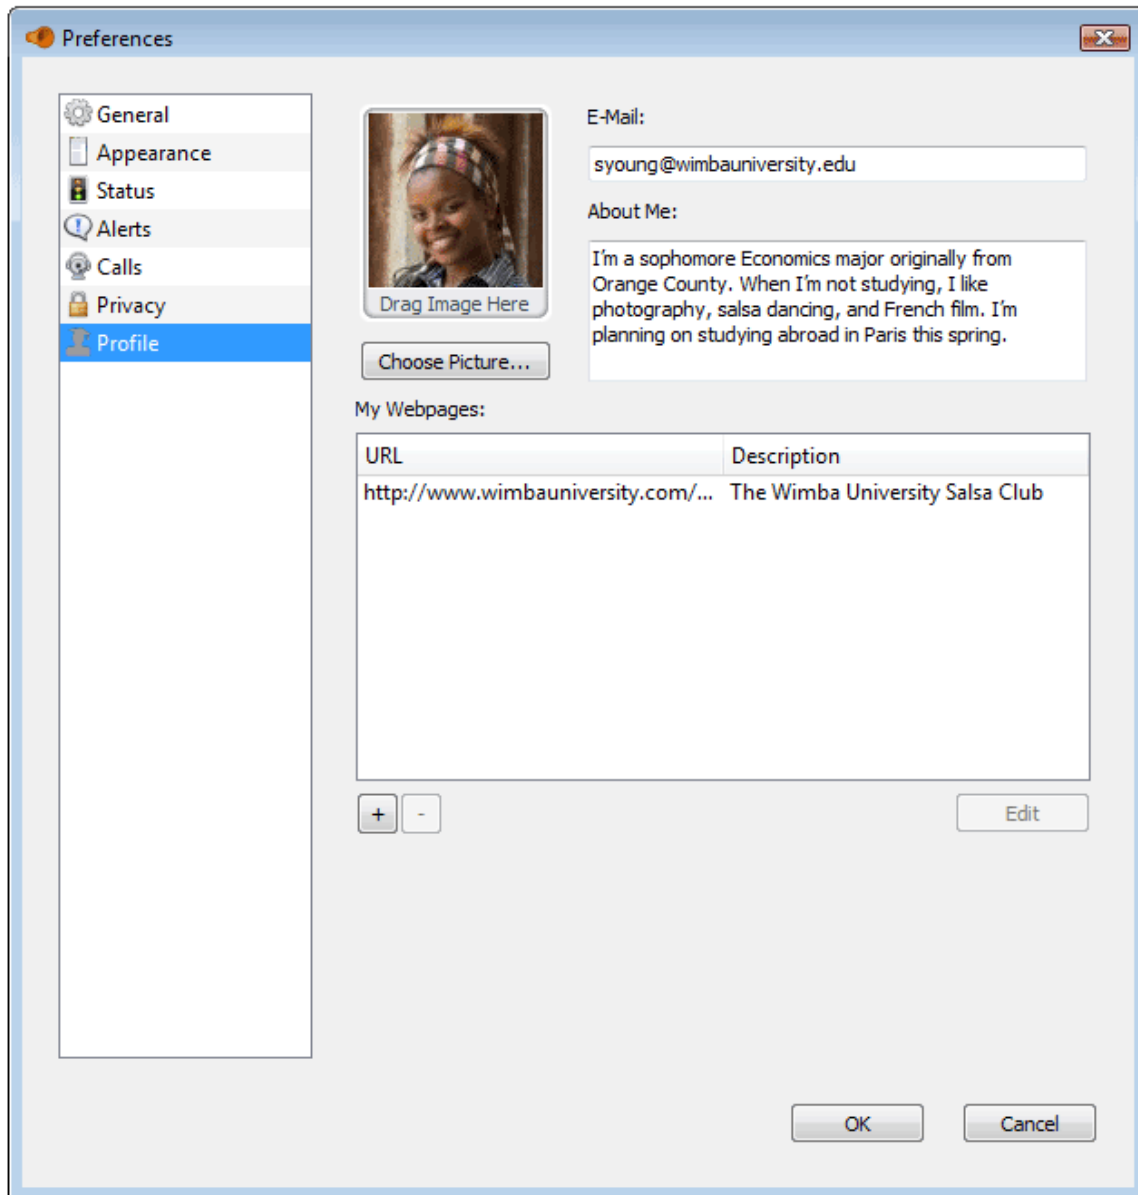 Preferences
General
Appearance
Status
Alerts
Calls
Privacy
Profile
Drag Image Here
Choose Picture...
E-Mail:
syoung@wimbauniversity.edu
About Me:
I'm a sophomore Economics major originally from
Orange County. When I'm not studying, I like
photography, salsa dancing, and French film. I'm
planning on studying abroad in Paris this spring.
My Webpages:
URL Description
http://www.wimbauniversity.com/... The Wimba University Salsa Club
+ - Edit
OK Cancel